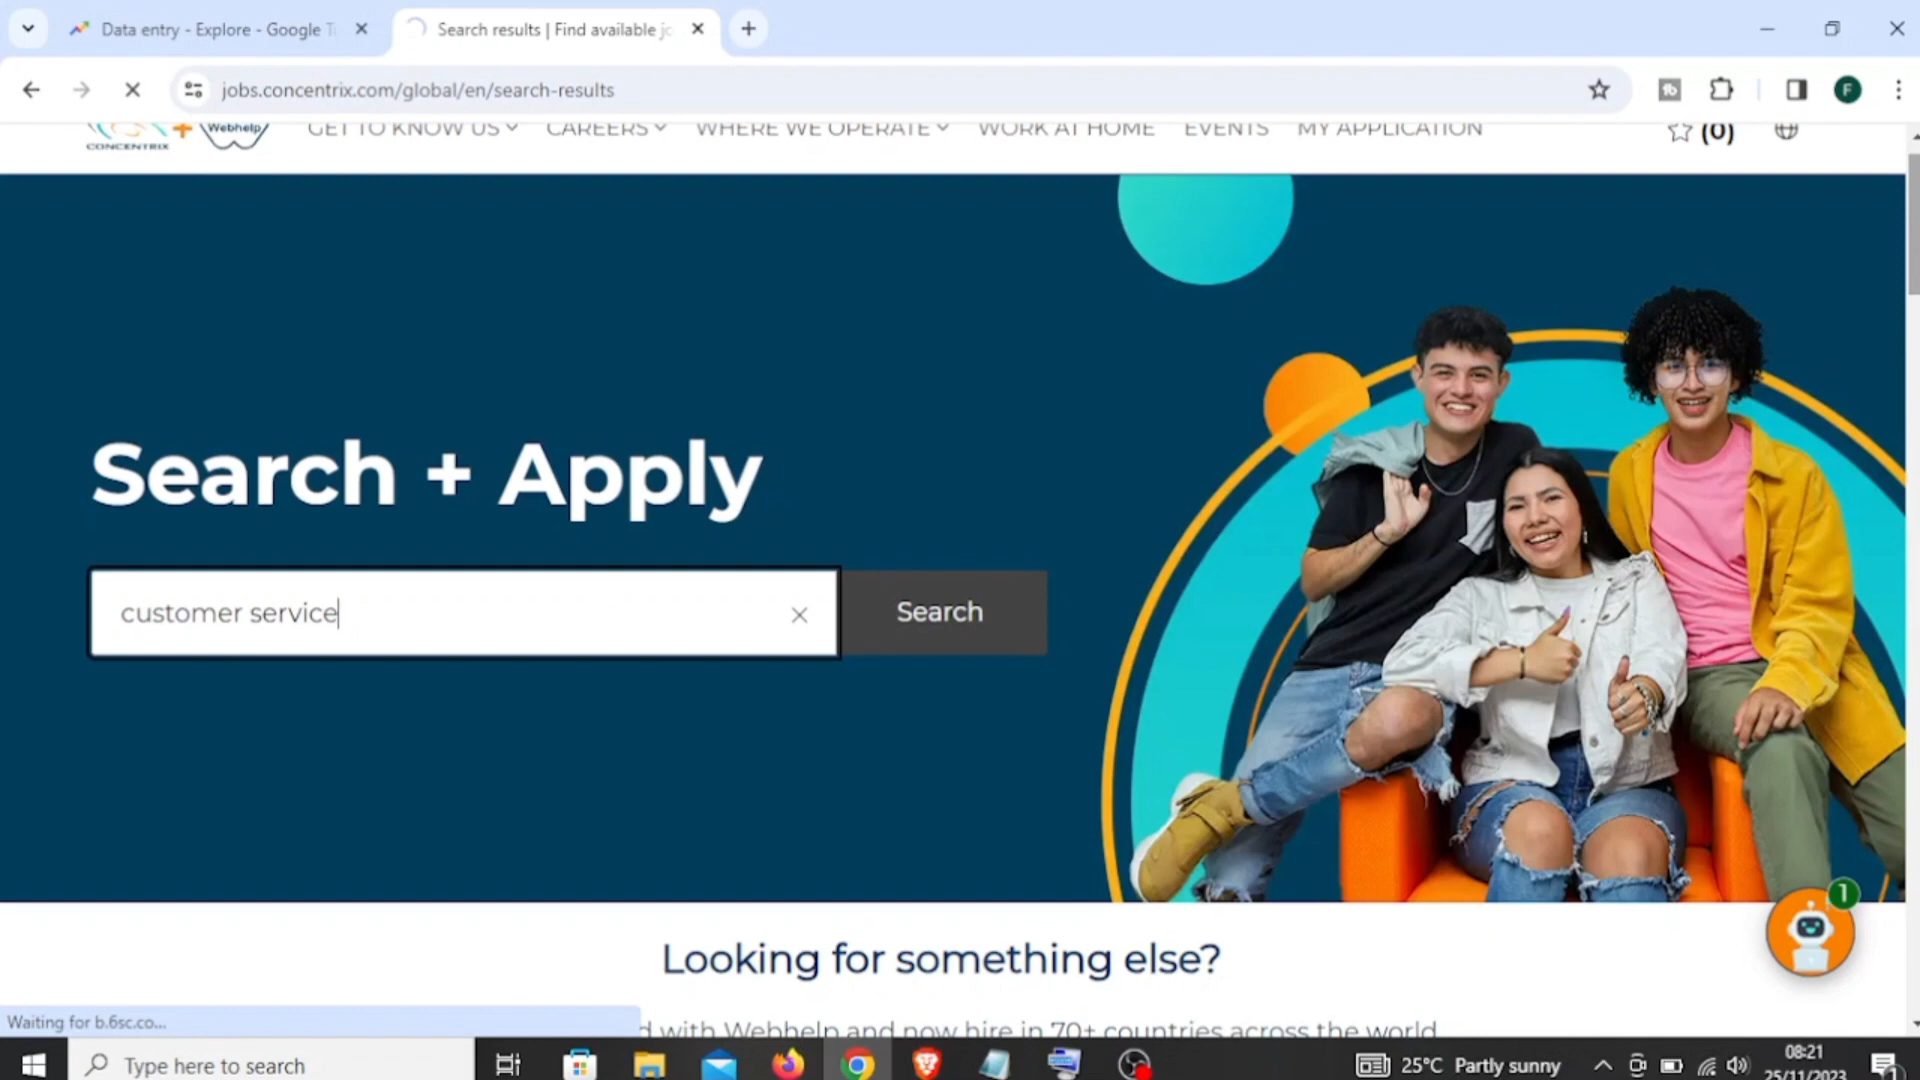 Data entry - Explore - Google T
Search results | Find available jo
jobs.concentrix.com/global/en/search-results
CONCENTRIX + Webhelp
GET TO KNOW US
CAREERS
WHERE WE OPERATE
WORK AT HOME
EVENTS
MY APPLICATION
(0)
Search + Apply
customer service
Search
1
Looking for something else?
d with Webhelp and now hire in 70+ countries across the world
Waiting for b.6sc.co...
Type here to search
25°C Partly sunny
08:21
25/11/2023